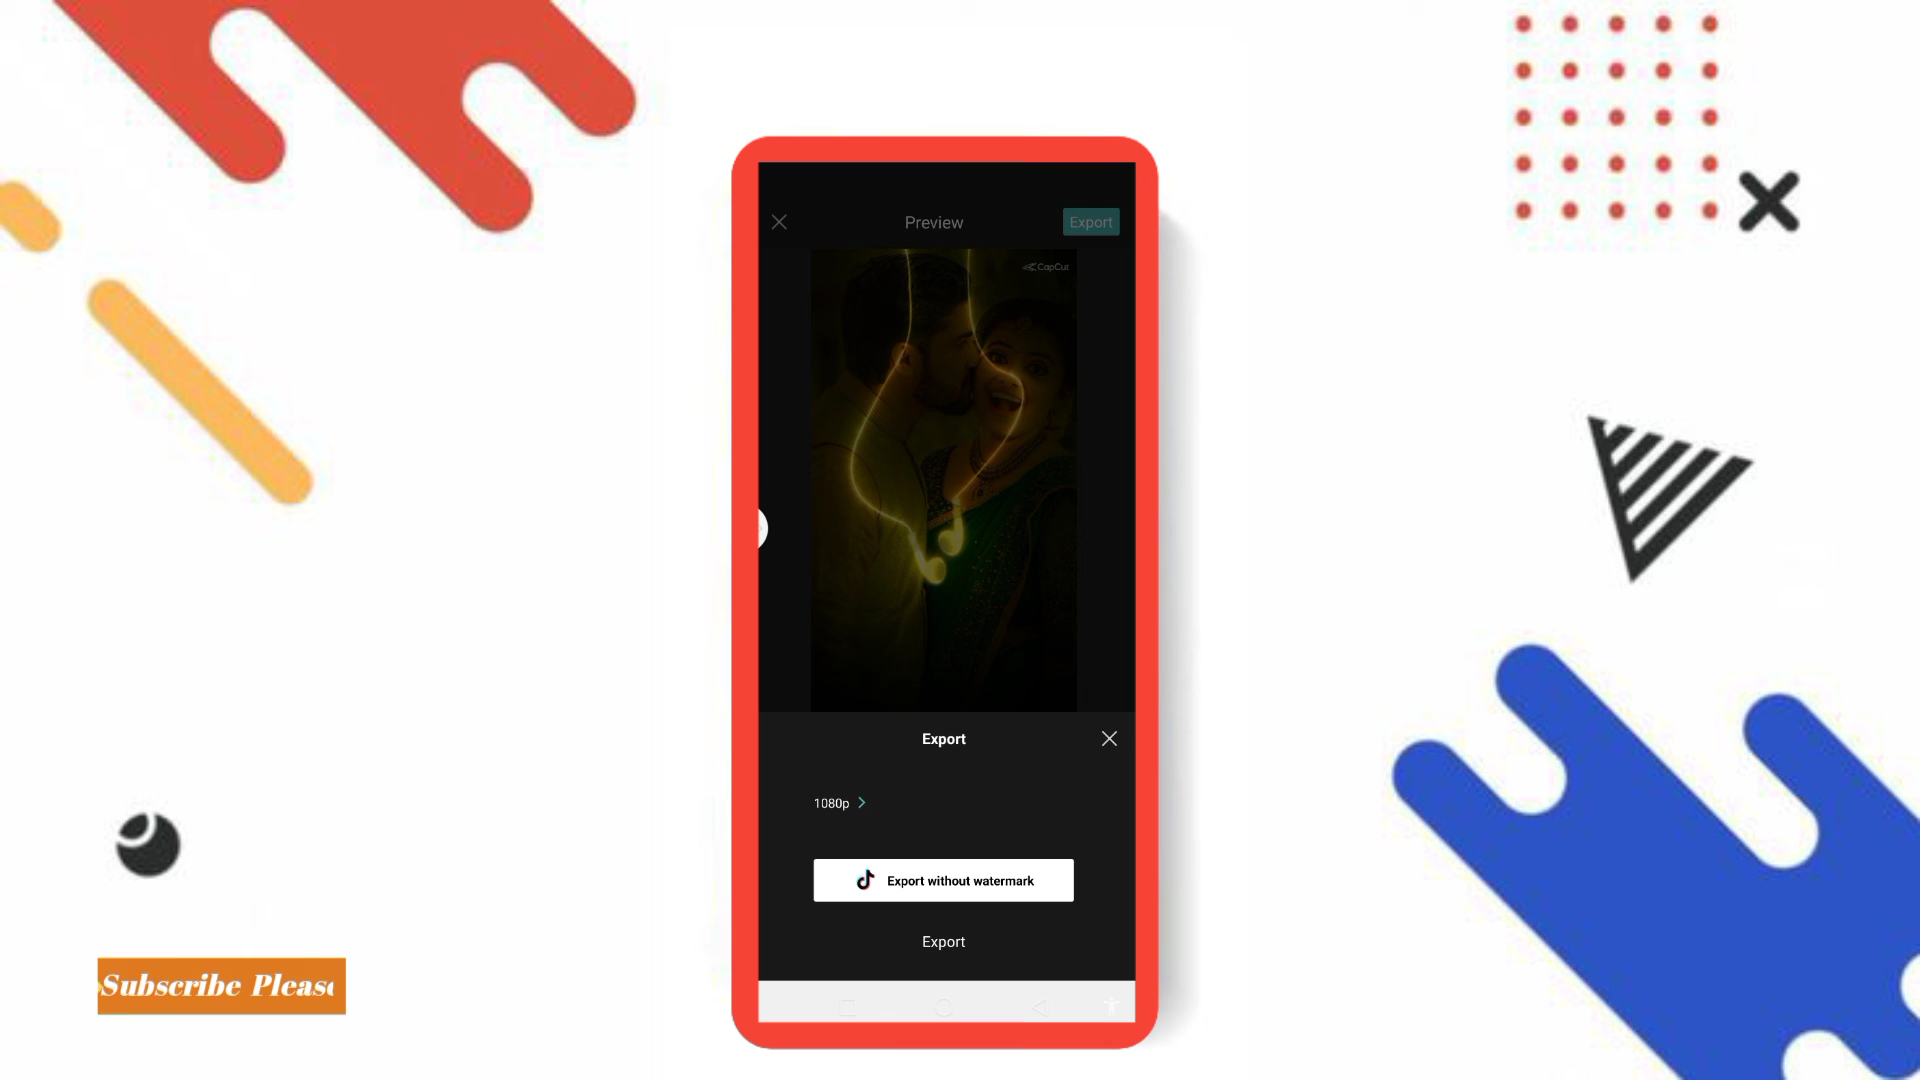 Preview
Export
CapCut
Export
1080p
Export without watermark
Export
Subscribe Please